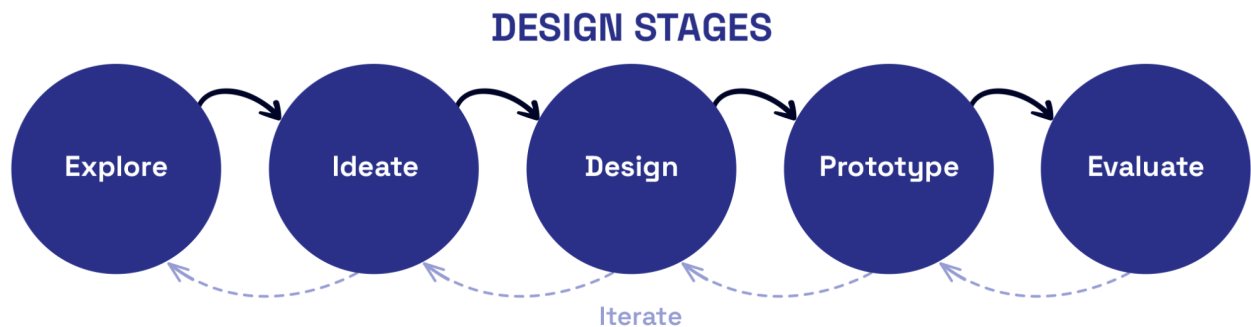 DESIGN STAGES
Explore
Ideate
Design
Prototype
Evaluate
Iterate